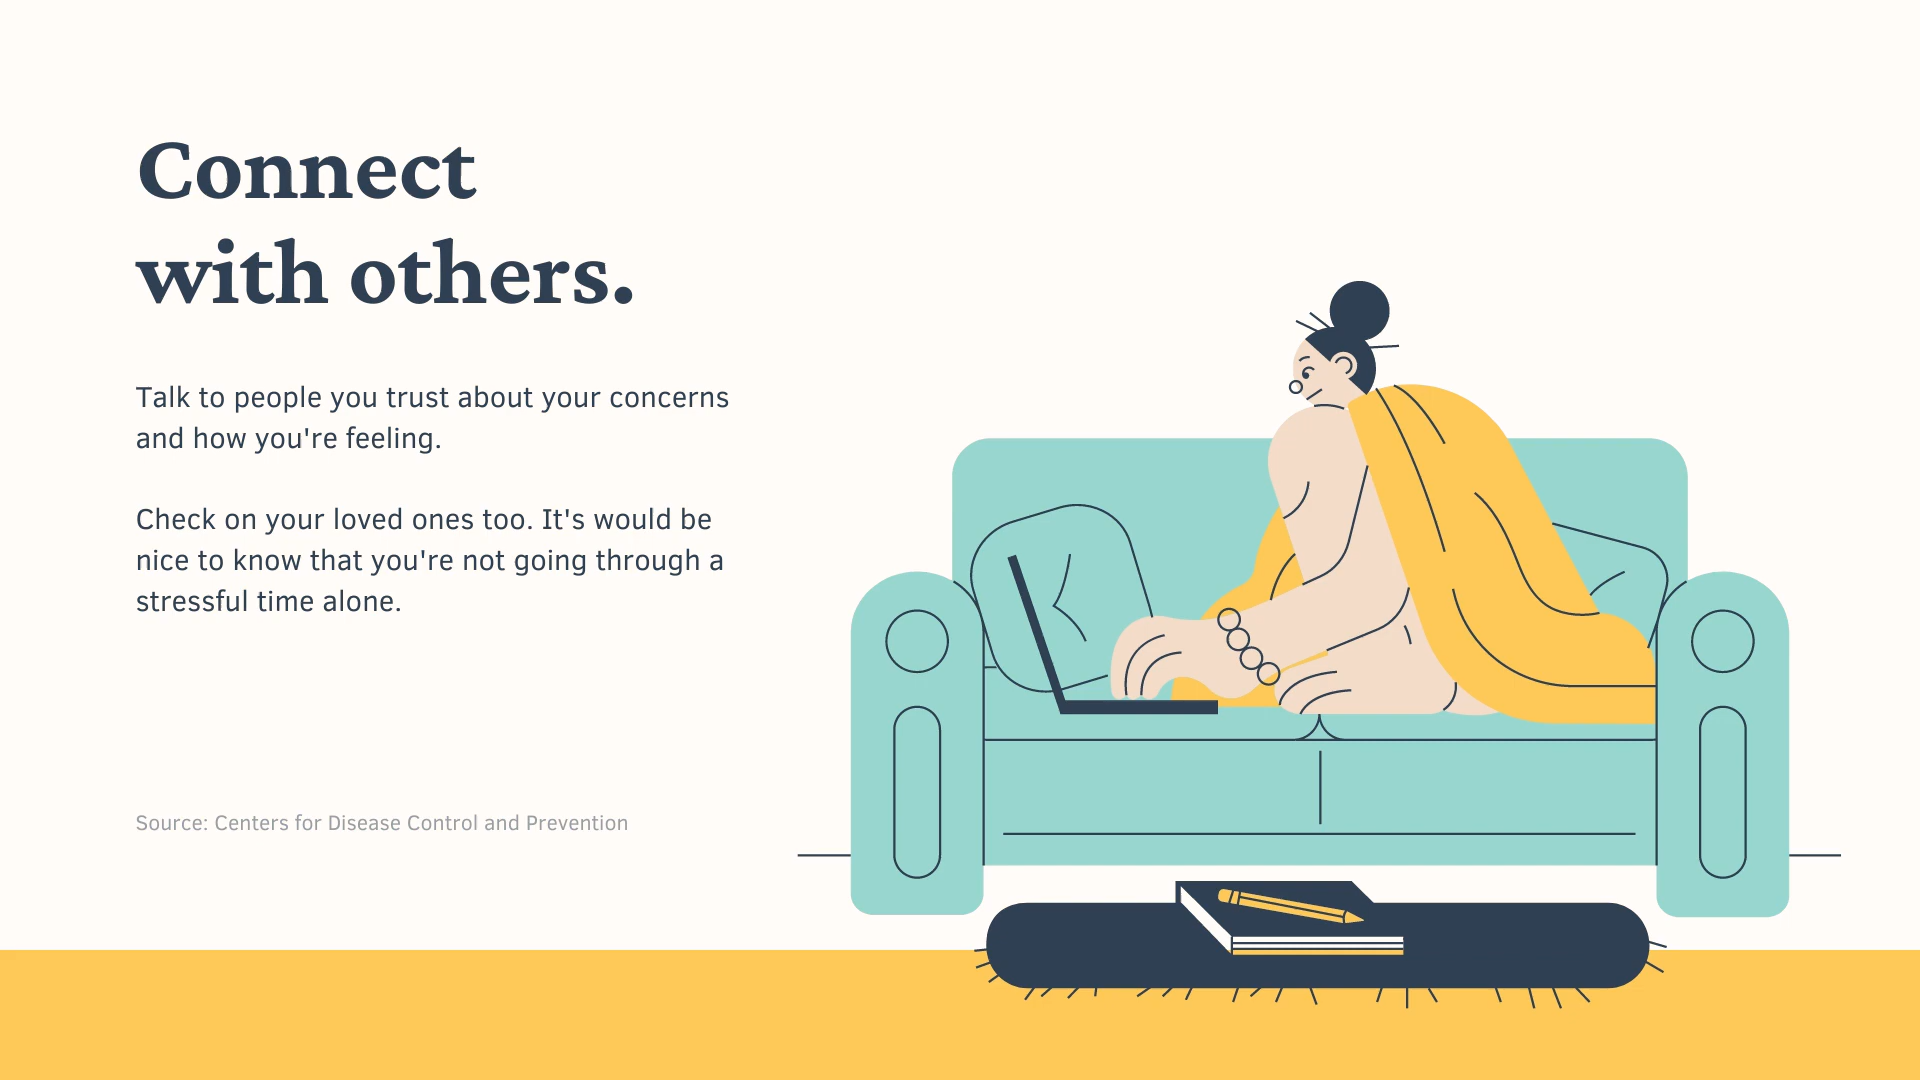 Connect
with others.
Talk to people you trust about your concerns
and how you're feeling.
Check on your loved ones too. It's would be
nice to know that you're not going through a
stressful time alone.
Source: Centers for Disease Control and Prevention